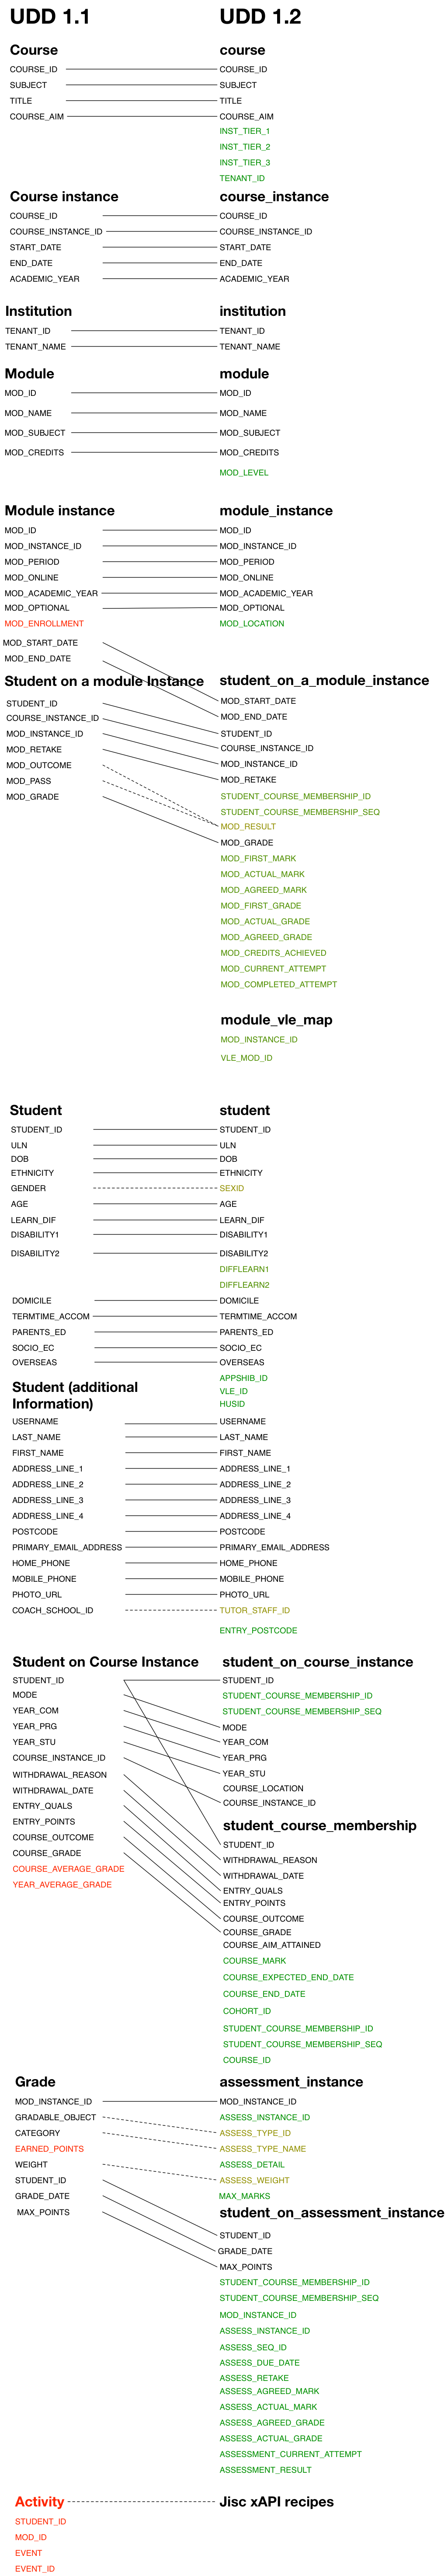 UDD 1.1 UDD 1.2
Course course
COURSE_ID COURSE_ID
SUBJECT SUBJECT
TITLE TITLE
COURSE_AIM COURSE_AIM
INST_TIER_1
INST_TIER_2
INST_TIER_3
TENANT_ID
Course instance course_instance
COURSE_ID COURSE_ID
COURSE_INSTANCE_ID COURSE_INSTANCE_ID
START_DATE START_DATE
END_DATE END_DATE
ACADEMIC_YEAR ACADEMIC_YEAR
Institution institution
TENANT_ID TENANT_ID
TENANT_NAME TENANT_NAME
Module module
MOD_ID MOD_ID
MOD_NAME MOD_NAME
MOD_SUBJECT MOD_SUBJECT
MOD_CREDITS MOD_CREDITS
MOD_LEVEL
Module instance module_instance
MOD_ID MOD_ID
MOD_INSTANCE_ID MOD_INSTANCE_ID
MOD_PERIOD MOD_PERIOD
MOD_ONLINE MOD_ONLINE
MOD_ACADEMIC_YEAR MOD_ACADEMIC_YEAR
MOD_OPTIONAL MOD_OPTIONAL
MOD_ENROLLMENT MOD_LOCATION
MOD_START_DATE
MOD_END_DATE
Student on a module Instance student_on_a_module_instance
STUDENT_ID MOD_START_DATE
COURSE_INSTANCE_ID MOD_END_DATE
MOD_INSTANCE_ID STUDENT_ID
MOD_RETAKE COURSE_INSTANCE_ID
MOD_OUTCOME MOD_INSTANCE_ID
MOD_PASS MOD_RETAKE
MOD_GRADE STUDENT_COURSE_MEMBERSHIP_ID
STUDENT_COURSE_MEMBERSHIP_SEQ
MOD_RESULT
MOD_GRADE
MOD_FIRST_MARK
MOD_ACTUAL_MARK
MOD_AGREED_MARK
MOD_FIRST_GRADE
MOD_ACTUAL_GRADE
MOD_AGREED_GRADE
MOD_CREDITS_ACHIEVED
MOD_CURRENT_ATTEMPT
MOD_COMPLETED_ATTEMPT
module_vle_map
MOD_INSTANCE_ID
VLE_MOD_ID
Student student
STUDENT_ID STUDENT_ID
ULN ULN
DOB DOB
ETHNICITY ETHNICITY
GENDER SEXID
AGE AGE
LEARN_DIF LEARN_DIF
DISABILITY1 DISABILITY1
DISABILITY2 DISABILITY2
DIFFLEARN1
DIFFLEARN2
DOMICILE DOMICILE
TERMTIME_ACCOM TERMTIME_ACCOM
PARENTS_ED PARENTS_ED
SOCIO_EC SOCIO_EC
OVERSEAS OVERSEAS
APPSHIB_ID
Student (additional VLE_ID
Information) HUSID
USERNAME USERNAME
LAST_NAME LAST_NAME
FIRST_NAME FIRST_NAME
ADDRESS_LINE_1 ADDRESS_LINE_1
ADDRESS_LINE_2 ADDRESS_LINE_2
ADDRESS_LINE_3 ADDRESS_LINE_3
ADDRESS_LINE_4 ADDRESS_LINE_4
POSTCODE POSTCODE
PRIMARY_EMAIL_ADDRESS PRIMARY_EMAIL_ADDRESS
HOME_PHONE HOME_PHONE
MOBILE_PHONE MOBILE_PHONE
PHOTO_URL PHOTO_URL
COACH_SCHOOL_ID TUTOR_STAFF_ID
ENTRY_POSTCODE
Student on Course Instance student_on_course_instance
STUDENT_ID STUDENT_ID
MODE STUDENT_COURSE_MEMBERSHIP_ID
YEAR_COM STUDENT_COURSE_MEMBERSHIP_SEQ
YEAR_PRG MODE
YEAR_STU YEAR_COM
COURSE_INSTANCE_ID YEAR_PRG
WITHDRAWAL_REASON YEAR_STU
WITHDRAWAL_DATE COURSE_LOCATION
ENTRY_QUALS COURSE_INSTANCE_ID
ENTRY_POINTS student_course_membership
COURSE_OUTCOME STUDENT_ID
COURSE_GRADE WITHDRAWAL_REASON
COURSE_AVERAGE_GRADE WITHDRAWAL_DATE
YEAR_AVERAGE_GRADE ENTRY_QUALS
ENTRY_POINTS
COURSE_OUTCOME
COURSE_GRADE
COURSE_AIM_ATTAINED
COURSE_MARK
COURSE_EXPECTED_END_DATE
COURSE_END_DATE
COHORT_ID
STUDENT_COURSE_MEMBERSHIP_ID
STUDENT_COURSE_MEMBERSHIP_SEQ
COURSE_ID
Grade assessment_instance
MOD_INSTANCE_ID MOD_INSTANCE_ID
GRADABLE_OBJECT ASSESS_INSTANCE_ID
CATEGORY ASSESS_TYPE_ID
EARNED_POINTS ASSESS_TYPE_NAME
WEIGHT ASSESS_DETAIL
STUDENT_ID ASSESS_WEIGHT
GRADE_DATE MAX_MARKS
MAX_POINTS student_on_assessment_instance
STUDENT_ID
GRADE_DATE
MAX_POINTS
STUDENT_COURSE_MEMBERSHIP_ID
STUDENT_COURSE_MEMBERSHIP_SEQ
MOD_INSTANCE_ID
ASSESS_INSTANCE_ID
ASSESS_SEQ_ID
ASSESS_DUE_DATE
ASSESS_RETAKE
ASSESS_AGREED_MARK
ASSESS_ACTUAL_MARK
ASSESS_AGREED_GRADE
ASSESS_ACTUAL_GRADE
ASSESSMENT_CURRENT_ATTEMPT
ASSESSMENT_RESULT
Activity Jisc xAPI recipes
STUDENT_ID
MOD_ID
EVENT
EVENT_ID